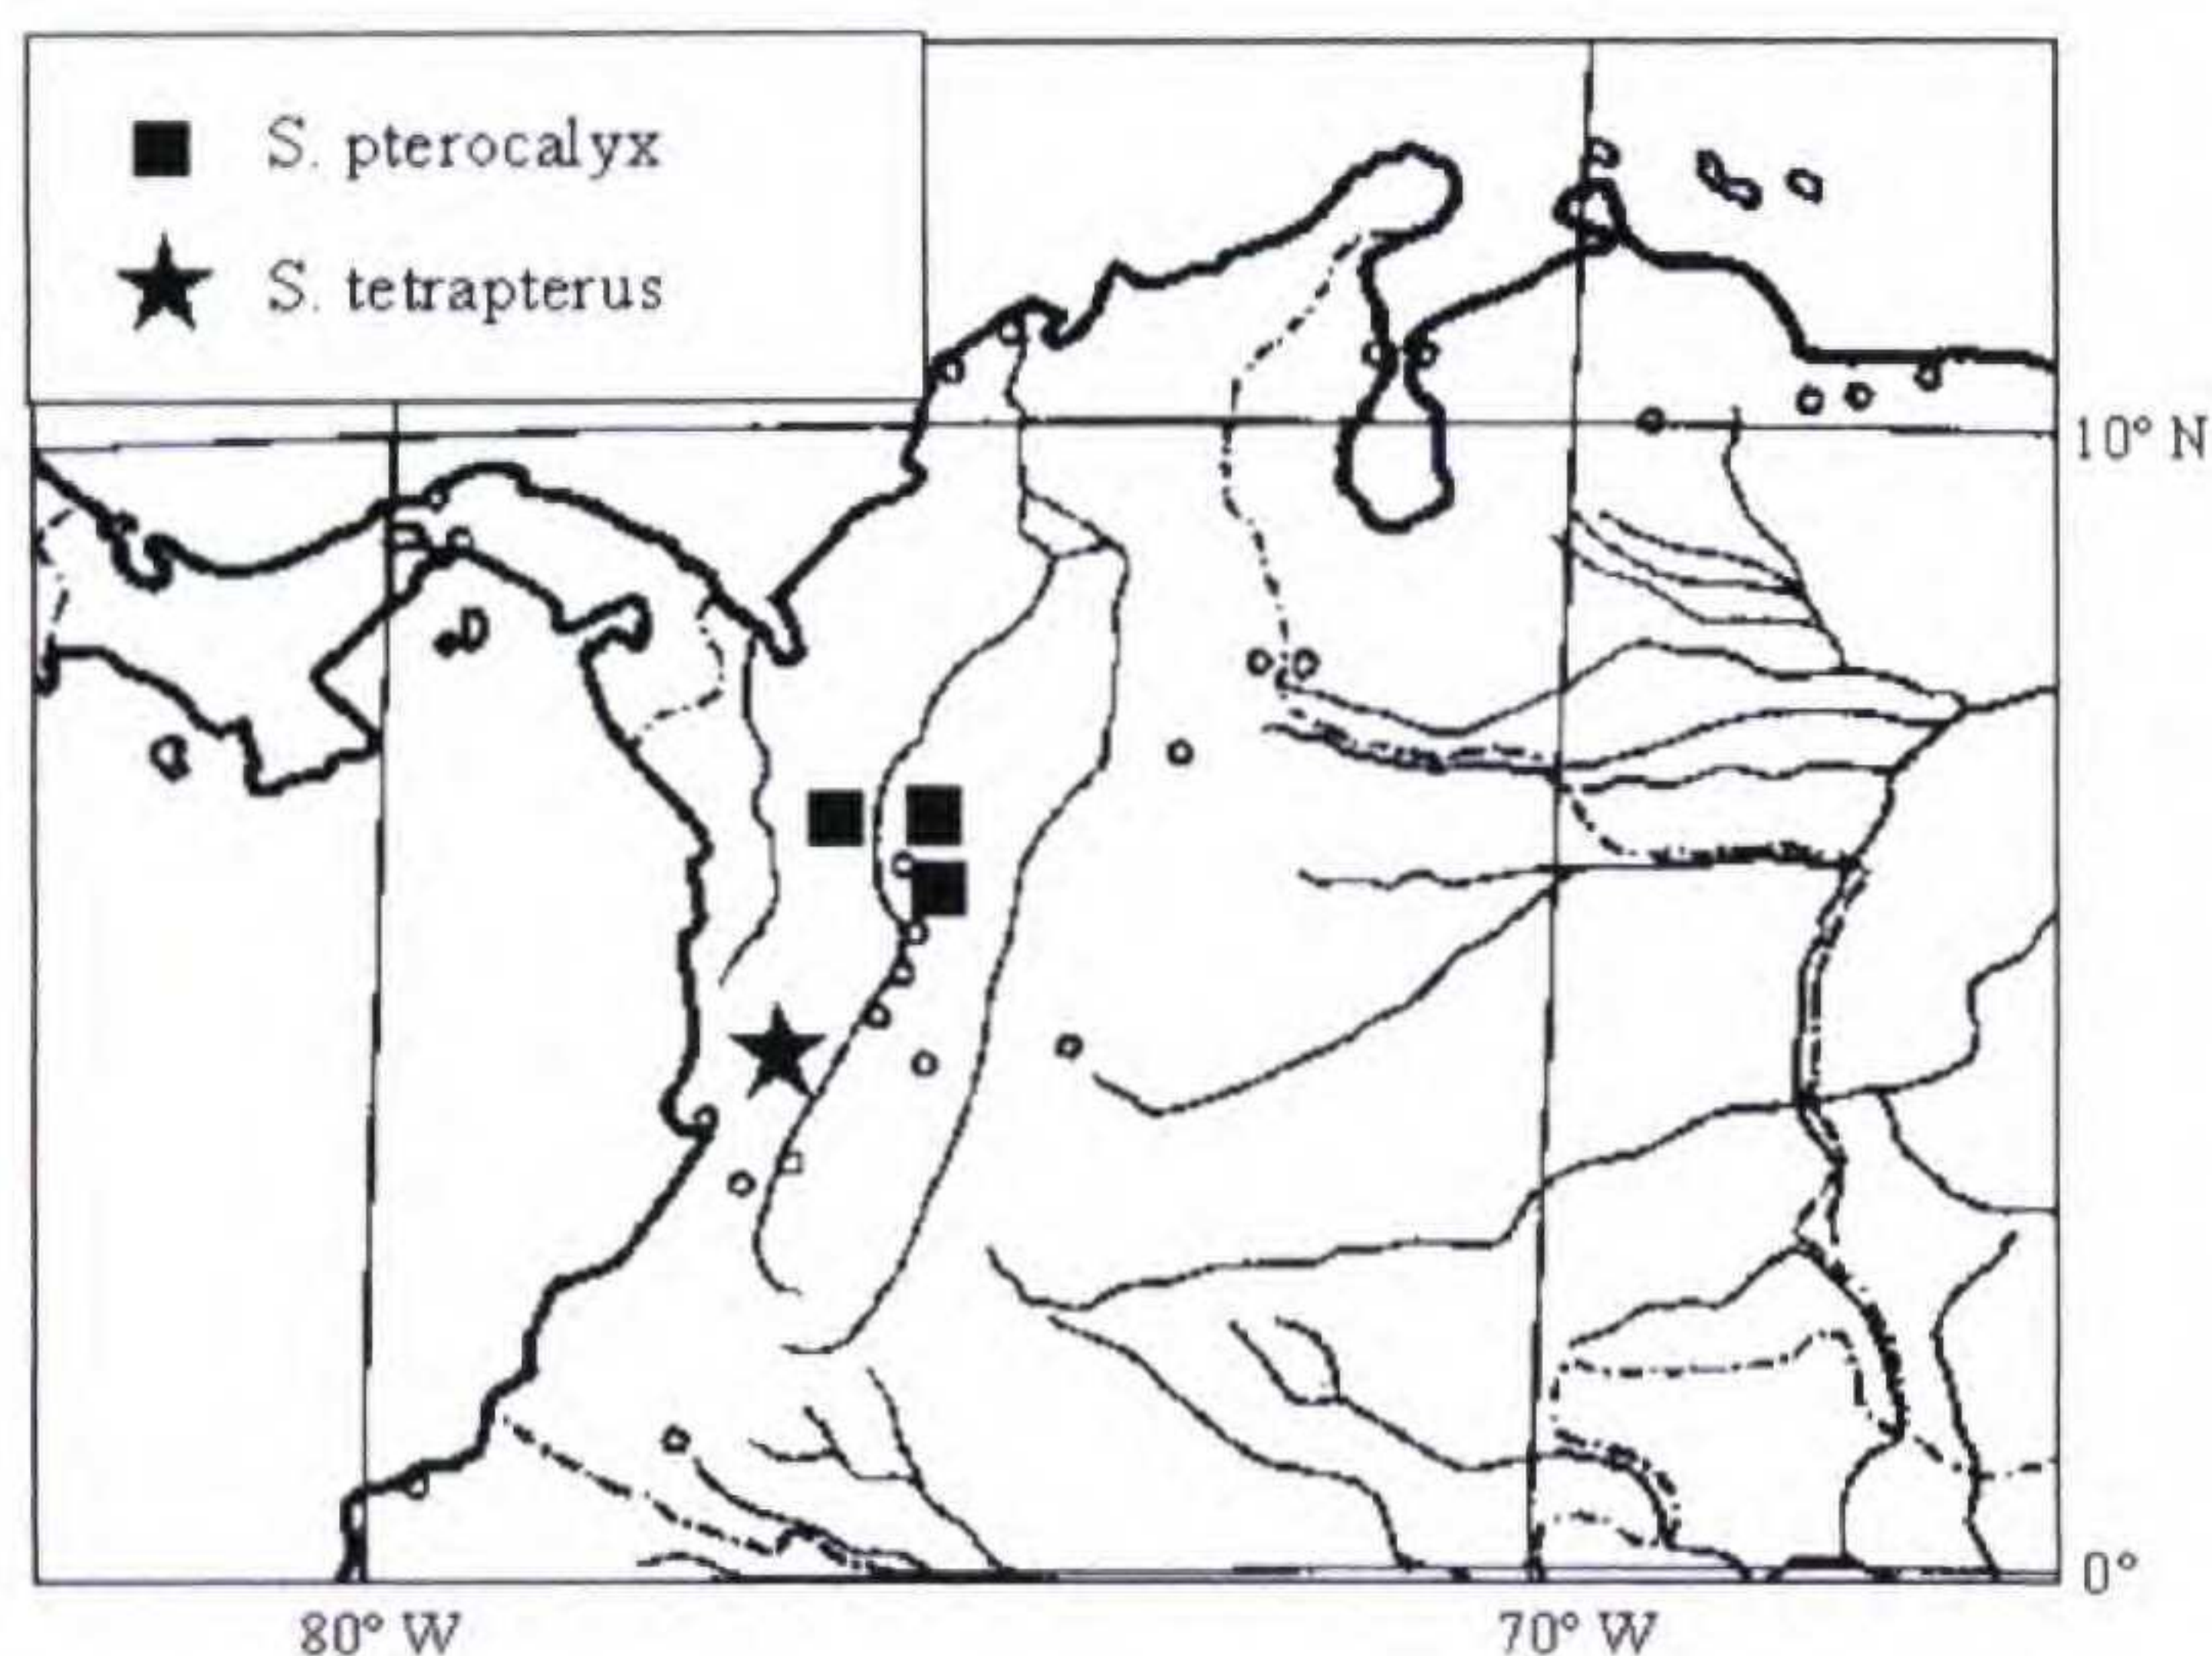 S. pterocalyx
S. tetrapterus
10° N
0°
80° W
70° W